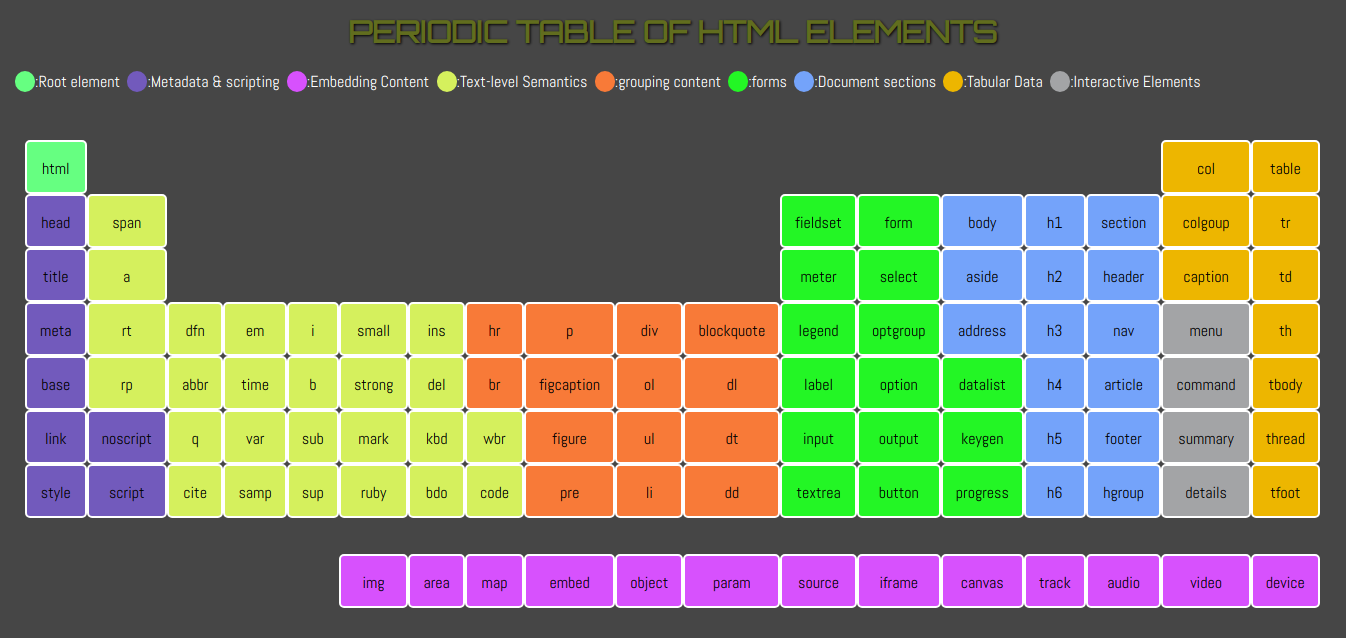 PERIODIC TABLE OF HTML ELEMENTS
:Root element :Metadata & scripting :Embedding Content :Text-level Semantics :grouping content :forms :Document sections :Tabular Data :Interactive Elements
html col table
head span fieldset form body h1 section colgoup tr
title a meter select aside h2 header caption td
meta rt dfn em i small ins hr p div blockquote legend optgroup address h3 nav menu th
base rp abbr time b strong del br figcaption ol dl label option datalist h4 article command tbody
link noscript q var sub mark kbd wbr figure ul dt input output keygen h5 footer summary thread
style script cite samp sup ruby bdo code pre li dd textrea button progress h6 hgroup details tfoot
img area map embed object param source iframe canvas track audio video device